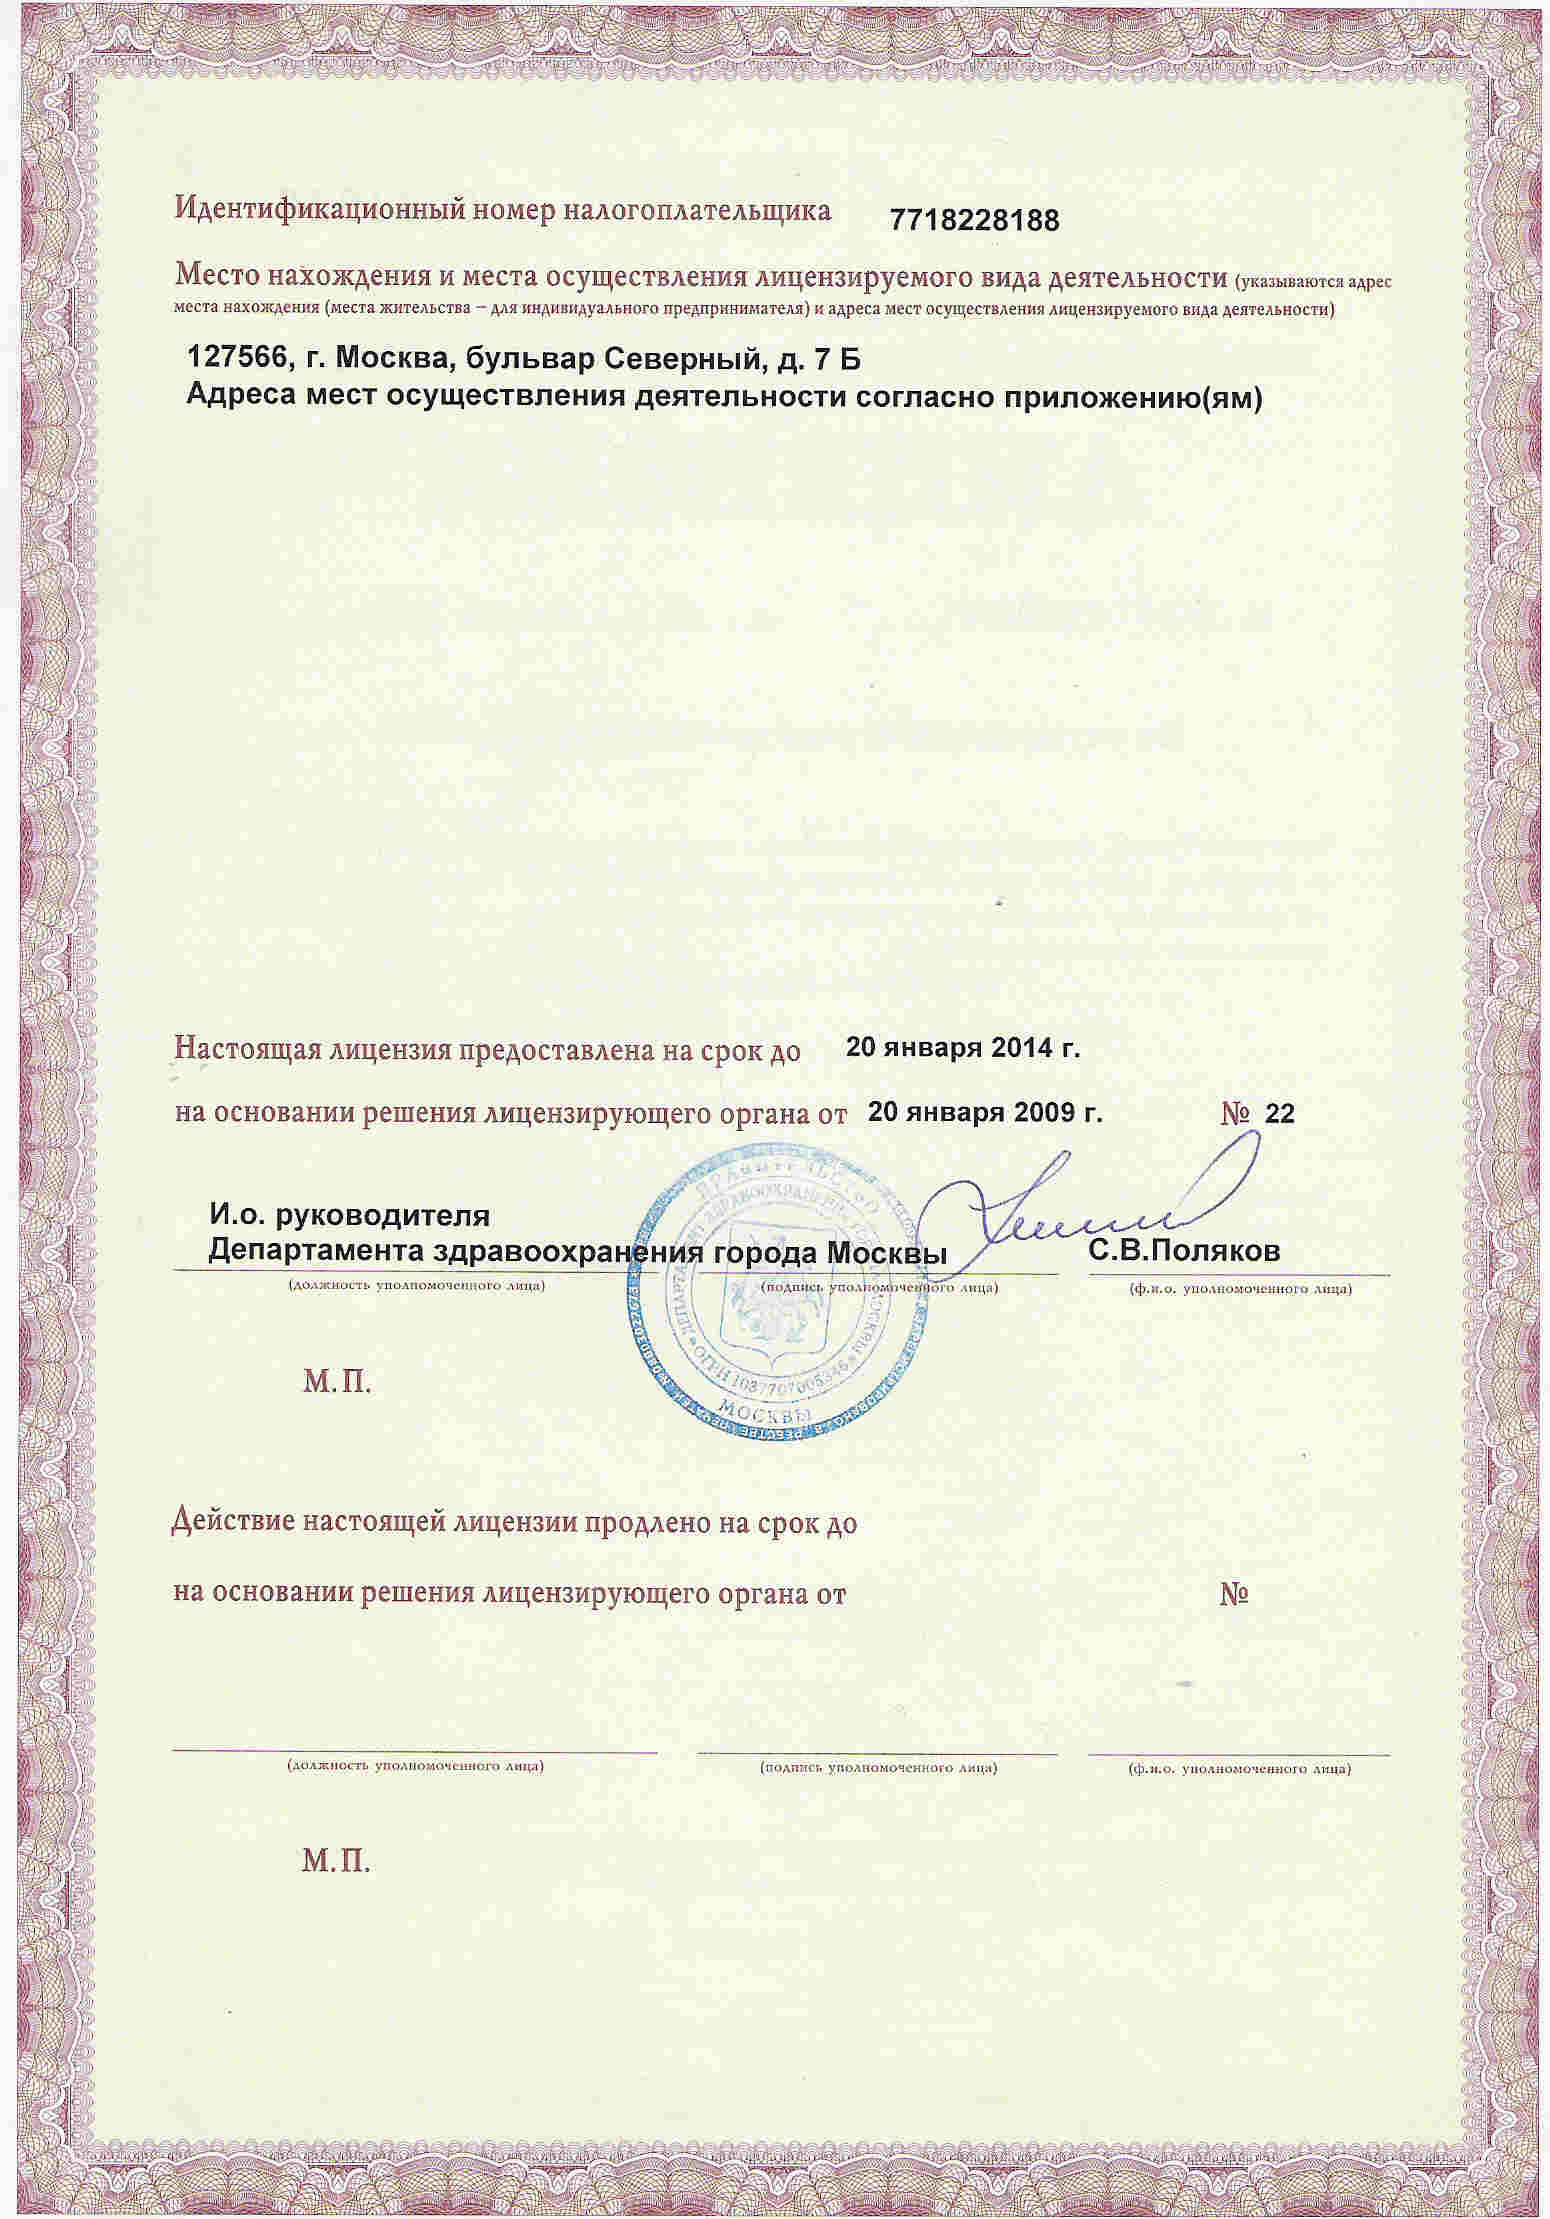 Идентификационный номер налогоплательщика 7718228188
Место нахождения и места осуществления лицензируемого вида деятельности (указываются адрес
места нахождения (места жительства – для индивидуального предпринимателя) и адреса мест осуществления лицензируемого вида деятельности)
127566, г. Москва, бульвар Северный, д. 7 Б
Адреса мест осуществления деятельности согласно приложению(ям)
Настоящая лицензия предоставлена на срок до 20 января 2014 г.
на основании решения лицензирующего органа от 20 января 2009 г. № 22
И.о. руководителя
Департамента здравоохранения города Москвы С.В.Поляков
(должность уполномоченного лица) (подпись уполномоченного лица) (ф.и.о. уполномоченного лица)
ПРАВИТЕЛЬСТВО
МОСКВЫ
ДЕПАРТАМЕНТ ЗДРАВООХРАНЕНИЯ ГОРОДА МОСКВЫ
ОГРН 1037707005346
М.П.
Действие настоящей лицензии продлено на срок до
на основании решения лицензирующего органа от №
(должность уполномоченного лица) (подпись уполномоченного лица) (ф.и.о. уполномоченного лица)
М.П.